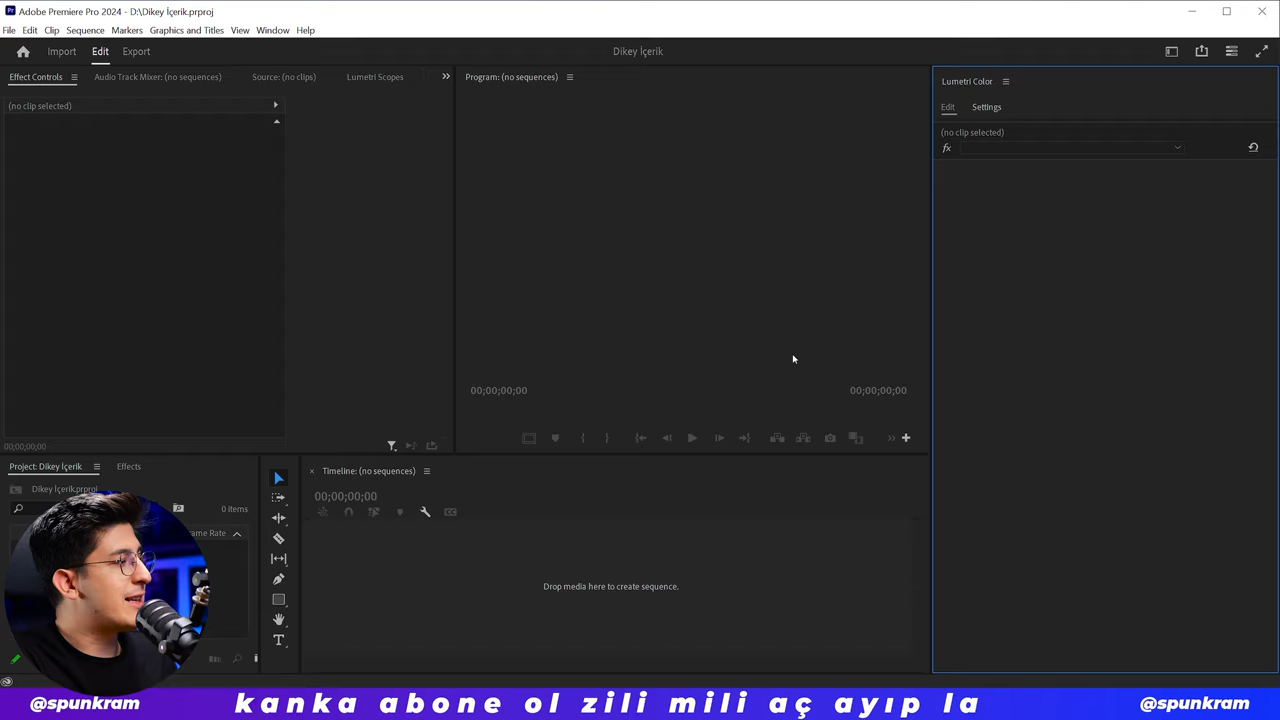 Adobe Premiere Pro 2024 - D:\Dikey İçerik.prproj
File Edit Clip Sequence Markers Graphics and Titles View Window Help
Import Edit Export
Dikey İçerik
Effect Controls
Audio Track Mixer: (no sequences)
Source: (no clips)
Lumetri Scopes
Program: (no sequences)
Lumetri Color
Edit Settings
(no clip selected)
(no clip selected)
fx
00;00;00;00
00;00;00;00
00;00;00;00
Project: Dikey İçerik
Effects
Timeline: (no sequences)
Dikey İçerik.prproj
00;00;00;00
0 items
ame Rate
Drop media here to create sequence.
@spunkram
kanka abone ol zili mili aç ayıp la
@spunkram